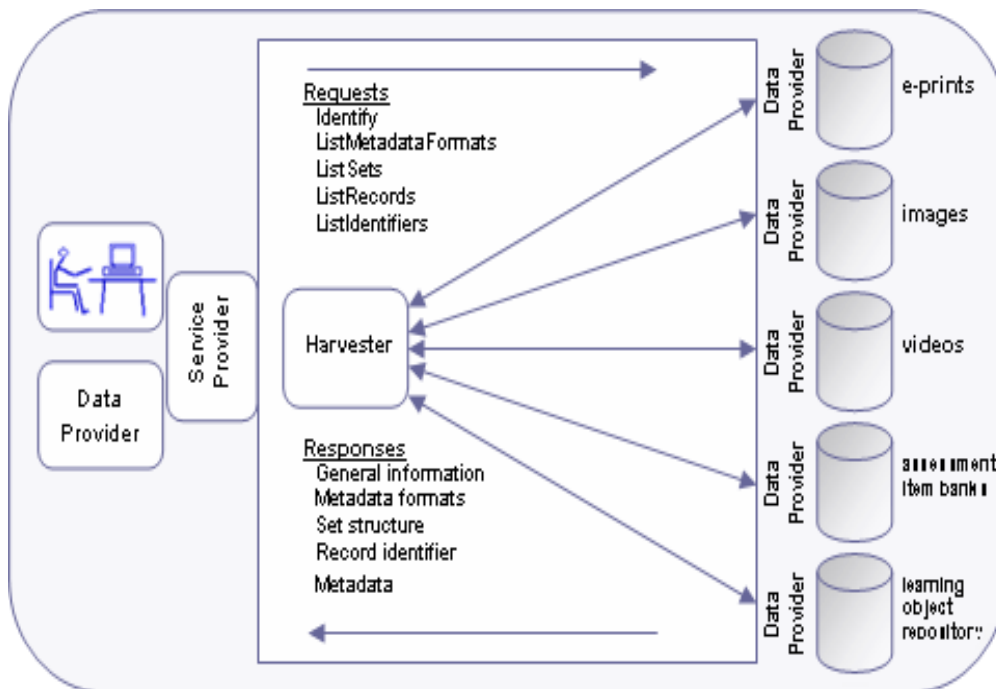 Requests
Identify
ListMetadataFormats
ListSets
ListRecords
ListIdentifiers
Service
Provider
Data
Provider
Harvester
Responses
General information
Metadata formats
Set structure
Record identifier
Metadata
Data
Provider
e-prints
Data
Provider
images
Data
Provider
videos
Data
Provider
assessment
item banks
Data
Provider
learning
object
repository